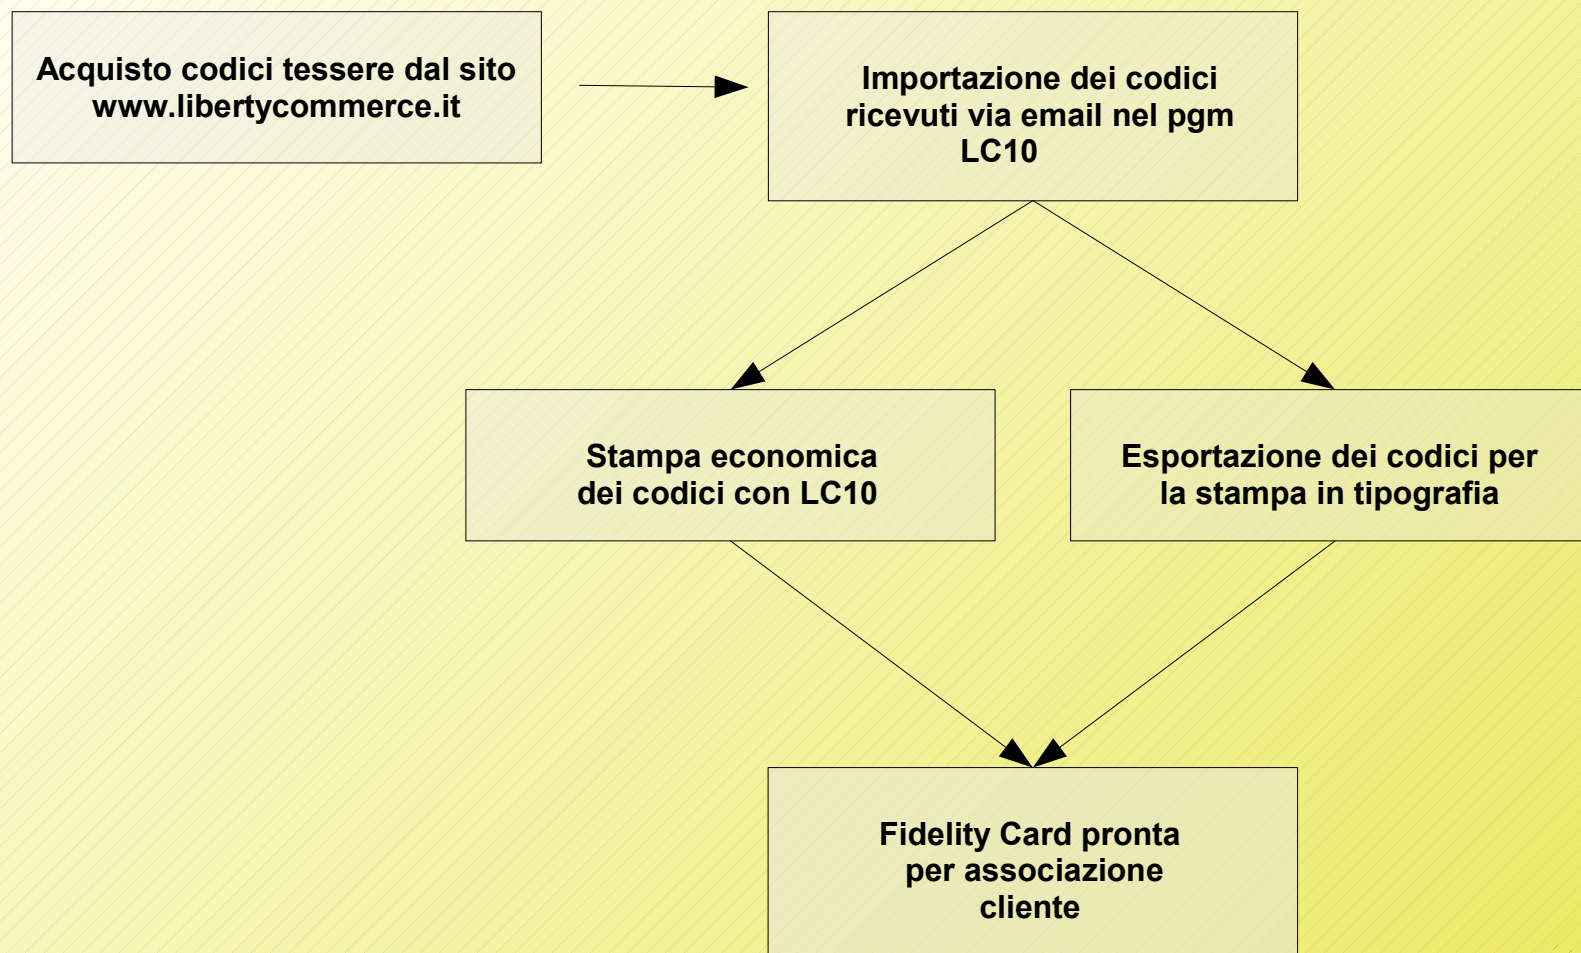 Acquisto codici tessere dal sito
www.libertycommerce.it
Importazione dei codici
ricevuti via email nel pgm
LC10
Stampa economica
dei codici con LC10
Esportazione dei codici per
la stampa in tipografia
Fidelity Card pronta
per associazione
cliente